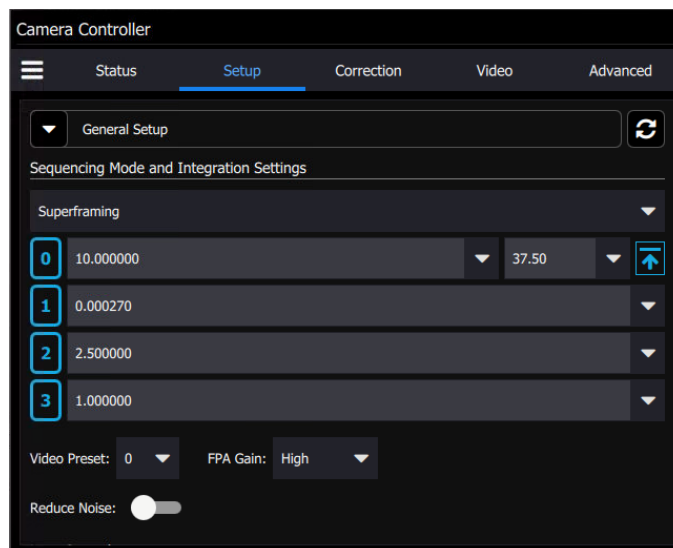 Camera Controller
Status Setup Correction Video Advanced
General Setup
Sequencing Mode and Integration Settings
Superframing
0 10.000000 37.50
1 0.000270
2 2.500000
3 1.000000
Video Preset: 0 FPA Gain: High
Reduce Noise: